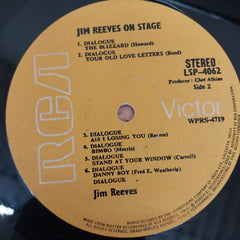 JIM REEVES ON STAGE
1. DIALOGUE
THE BLIZZARD (Howard)
2. DIALOGUE
YOUR OLD LOVE LETTERS (Bond)
STEREO
LSP-4062
Producer: Chet Atkins
Side 2
RCA
Victor
WPRS-4719
3. DIALOGUE
AM I LOSING YOU (Reeves)
4. DIALOGUE
BIMBO (Morris)
5. DIALOGUE
STAND AT YOUR WINDOW (Carroll)
6. DIALOGUE
DANNY BOY (Fred E. Weatherly)
DIALOGUE
Jim Reeves